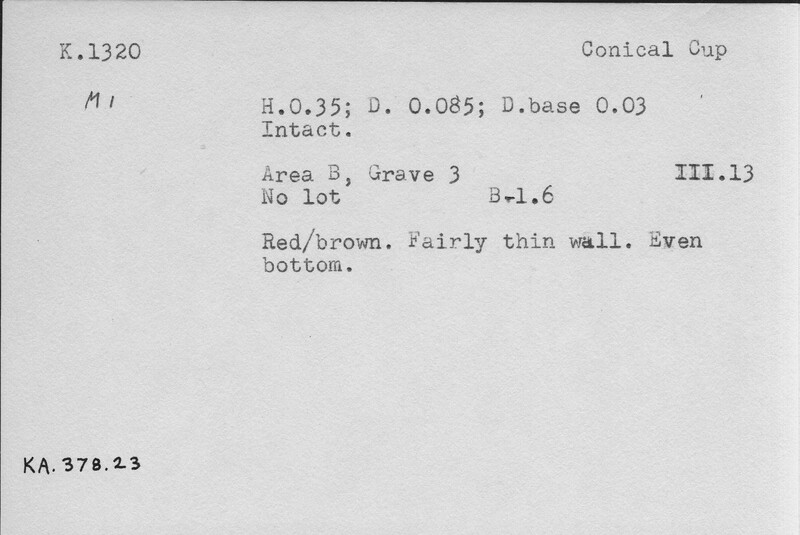 K.1320 Conical Cup
M 1 H.0.35; D. 0.085; D.base 0.03
Intact.
Area B, Grave 3 III.13
No lot B-1.6
Red/brown. Fairly thin wall. Even
bottom.
KA.378.23